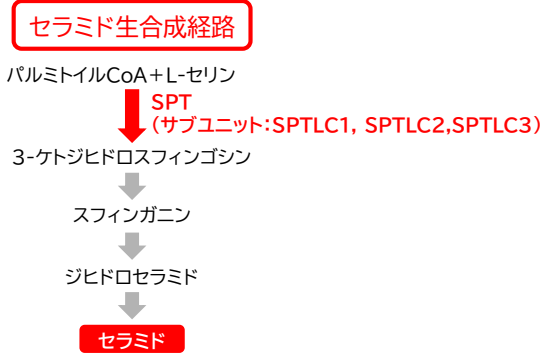 セラミド生合成経路
パルミトイルCoA+L-セリン
SPT
(サブユニット:SPTLC1, SPTLC2,SPTLC3)
3-ケトジヒドロスフィンゴシン
スフィンガニン
ジヒドロセラミド
セラミド